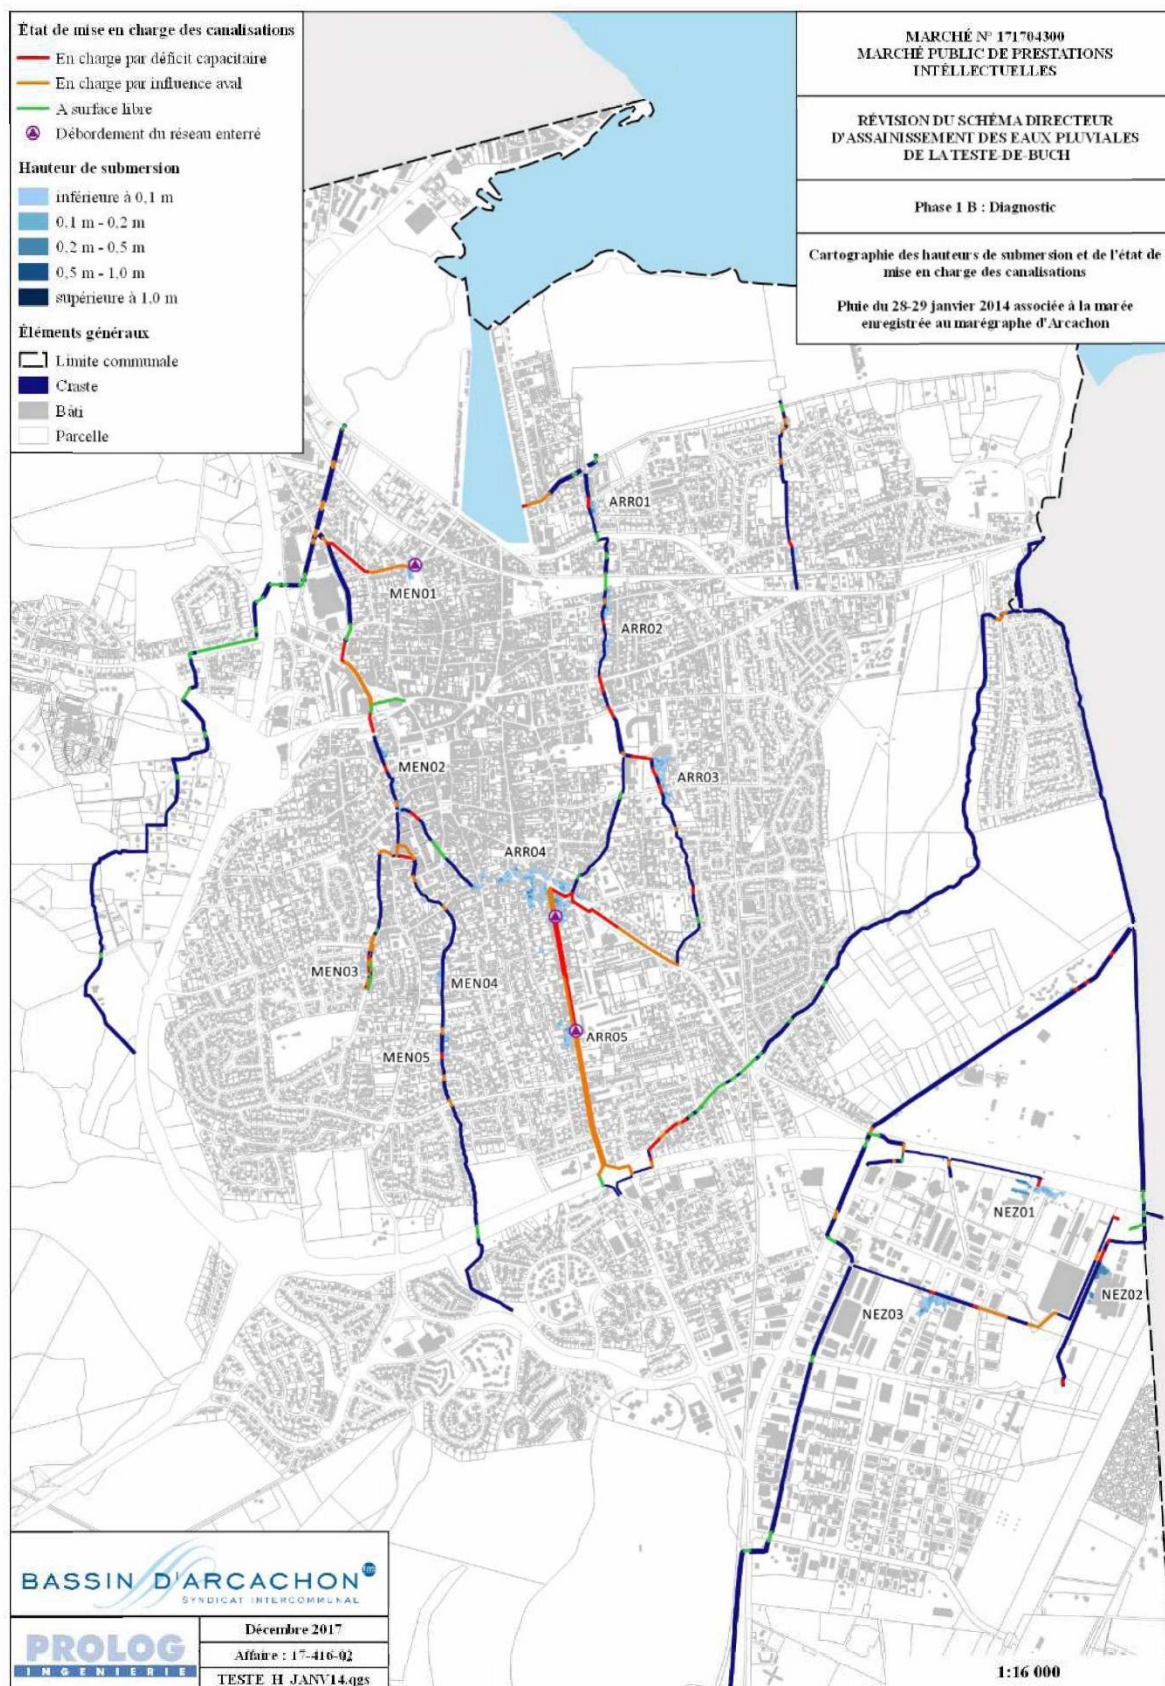 État de mise en charge des canalisations
En charge par déficit capacitaire
En charge par influence aval
A surface libre
Débordement du réseau enterré
Hauteur de submersion
inférieure à 0,1 m
0,1 m - 0,2 m
0,2 m - 0,5 m
0,5 m - 1,0 m
supérieure à 1,0 m
Éléments généraux
Limite communale
Craste
Bâti
Parcelle
MARCHÉ N° 171704300
MARCHÉ PUBLIC DE PRESTATIONS
INTÉLLECTUELLES
RÉVISION DU SCHÉMA DIRECTEUR
D'ASSAINISSEMENT DES EAUX PLUVIALES
DE LA TESTE-DE-BUCH
Phase 1 B : Diagnostic
Cartographie des hauteurs de submersion et de l'état de
mise en charge des canalisations
Pluie du 28-29 janvier 2014 associée à la marée
enregistrée au marégraphe d'Arcachon
ARR01
MEN01
ARR02
MEN02
ARR03
ARR04
MEN03
MEN04
ARR05
MEN05
NEZ01
NEZ02
NEZ03
BASSIN D'ARCACHON
SYNDICAT INTERCOMMUNAL
PROLOG
INGENIERIE
Décembre 2017
Affaire : 17-416-02
TESTE_H_JANV14.qgs
1:16 000